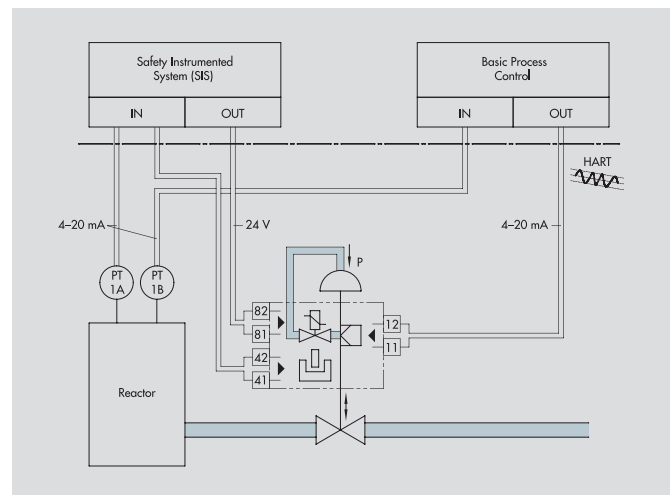 Safety Instrumented
System (SIS)
IN
OUT
Basic Process
Control
IN
OUT
HART
4–20 mA
24 V
4–20 mA
P
PT
1A
PT
1B
82
81
42
41
12
11
Reactor